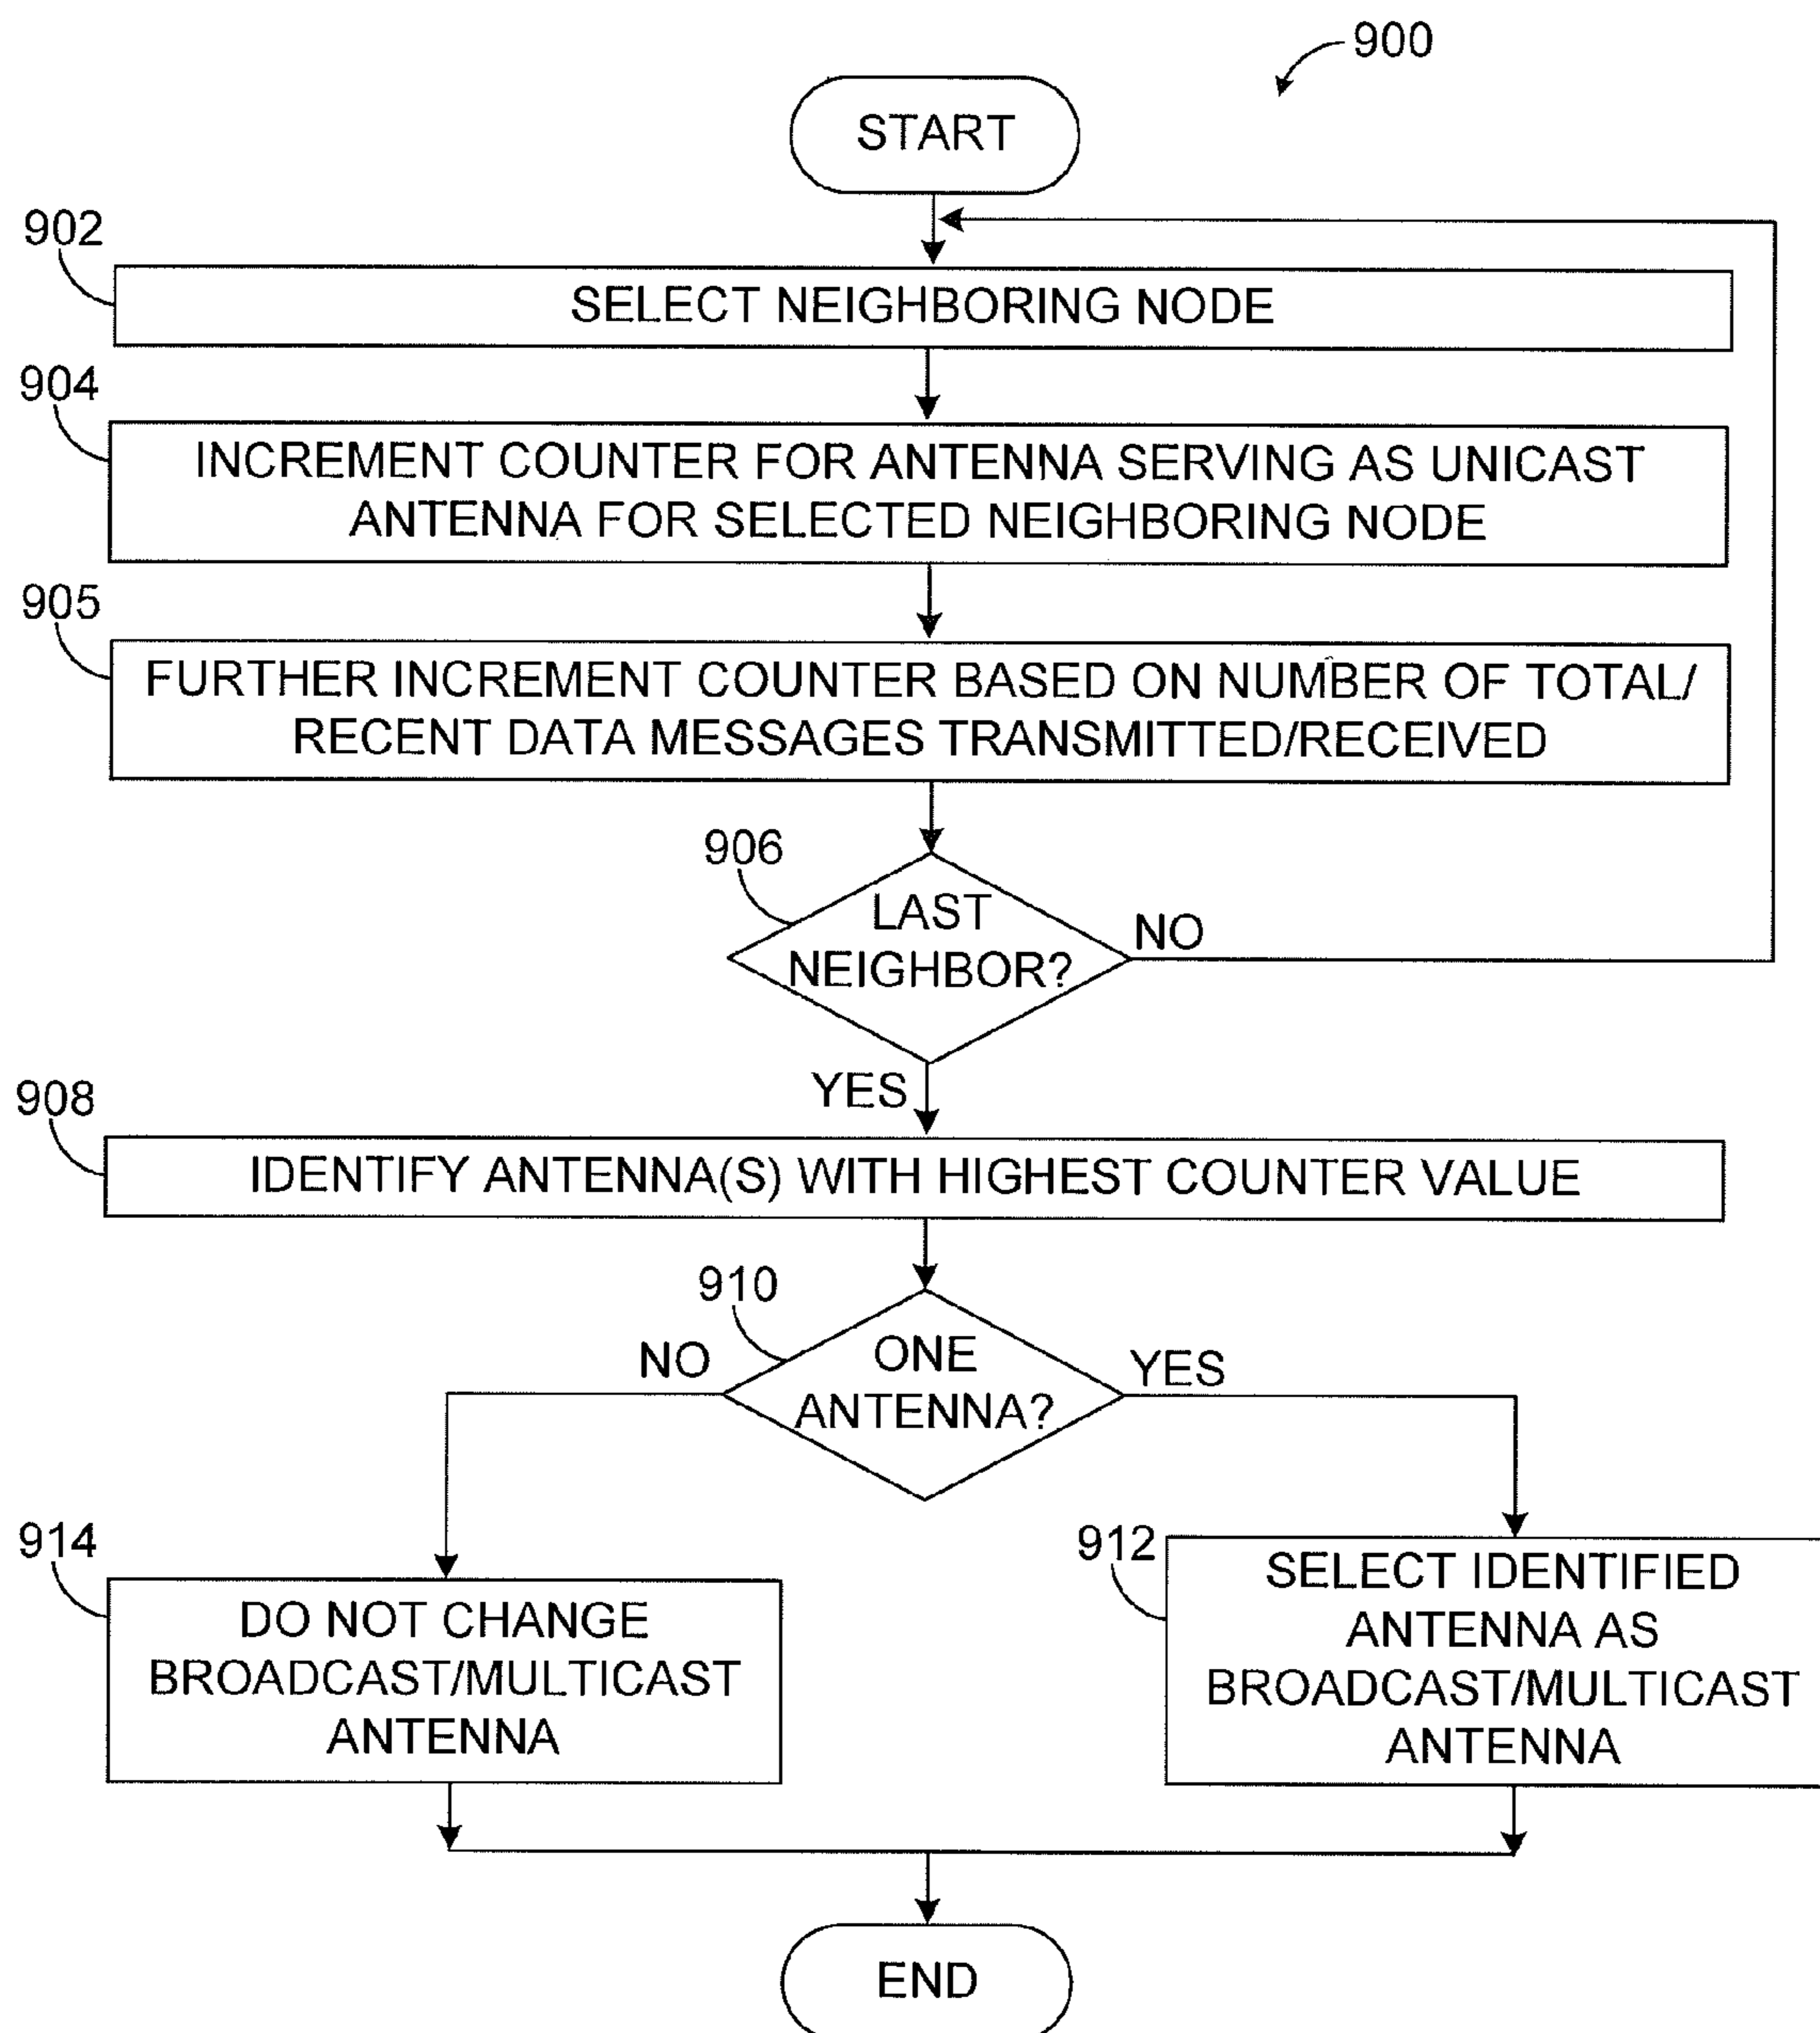 900
START
902
SELECT NEIGHBORING NODE
904
INCREMENT COUNTER FOR ANTENNA SERVING AS UNICAST
ANTENNA FOR SELECTED NEIGHBORING NODE
905
FURTHER INCREMENT COUNTER BASED ON NUMBER OF TOTAL/
RECENT DATA MESSAGES TRANSMITTED/RECEIVED
906
LAST
NEIGHBOR?
NO
YES
908
IDENTIFY ANTENNA(S) WITH HIGHEST COUNTER VALUE
910
ONE
ANTENNA?
NO
YES
914
DO NOT CHANGE
BROADCAST/MULTICAST
ANTENNA
912
SELECT IDENTIFIED
ANTENNA AS
BROADCAST/MULTICAST
ANTENNA
END